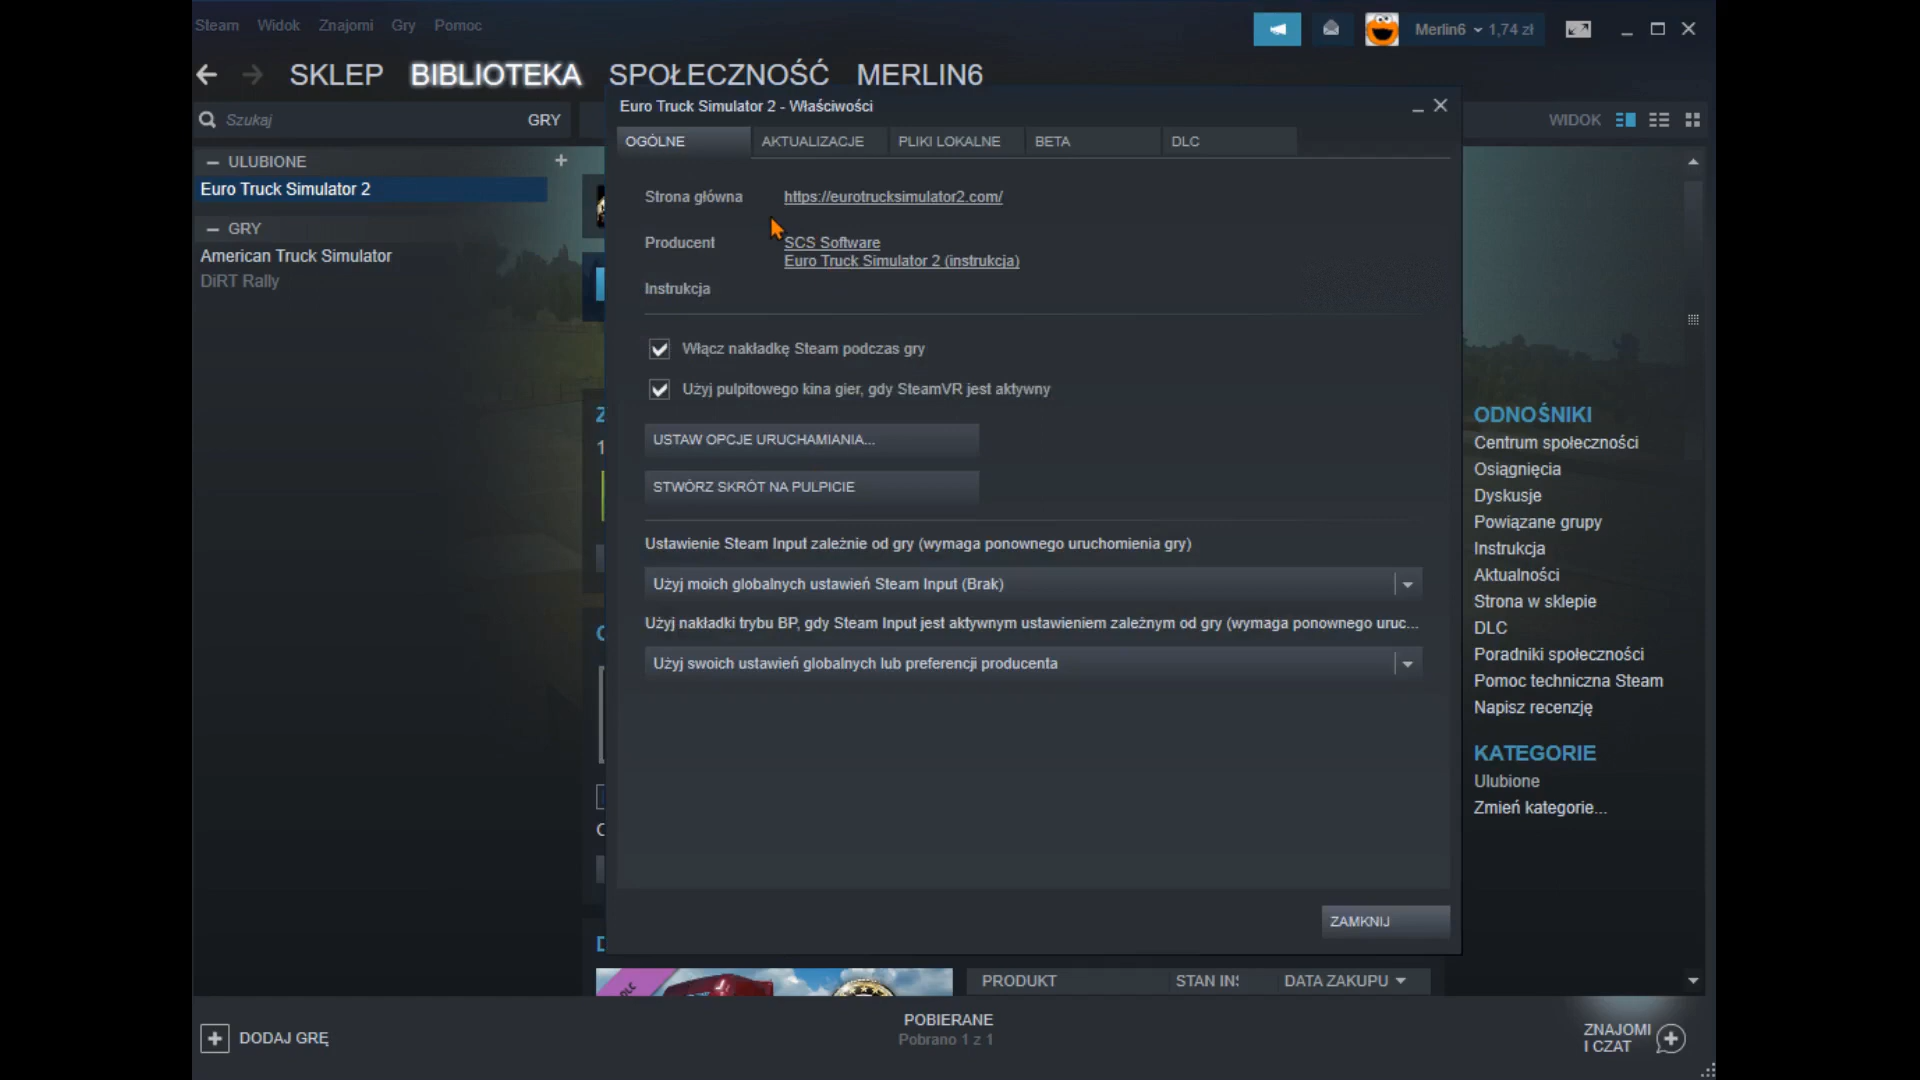 Steam Widok Znajomi Gry Pomoc
Merlin6 1,74 zł
SKLEP BIBLIOTEKA SPOŁECZNOŚĆ MERLIN6
Szukaj GRY
WIDOK
ULUBIONE
Euro Truck Simulator 2
GRY
American Truck Simulator
DiRT Rally
Euro Truck Simulator 2 - Właściwości
OGÓLNE AKTUALIZACJE PLIKI LOKALNE BETA DLC
Strona główna https://eurotrucksimulator2.com/
Producent SCS Software
Euro Truck Simulator 2 (instrukcja)
Instrukcja
Włącz nakładkę Steam podczas gry
Użyj pulpitowego kina gier, gdy SteamVR jest aktywny
USTAW OPCJE URUCHAMIANIA...
STWÓRZ SKRÓT NA PULPICIE
Ustawienie Steam Input zależnie od gry (wymaga ponownego uruchomienia gry)
Użyj moich globalnych ustawień Steam Input (Brak)
Użyj nakładki trybu BP, gdy Steam Input jest aktywnym ustawieniem zależnym od gry (wymaga ponownego uruc...
Użyj swoich ustawień globalnych lub preferencji producenta
ZAMKNIJ
ODNOŚNIKI
Centrum społeczności
Osiągnięcia
Dyskusje
Powiązane grupy
Instrukcja
Aktualności
Strona w sklepie
DLC
Poradniki społeczności
Pomoc techniczna Steam
Napisz recenzję
KATEGORIE
Ulubione
Zmień kategorie...
DLC
PRODUKT STAN INS DATA ZAKUPU
DODAJ GRĘ
POBIERANE
Pobrano 1 z 1
ZNAJOMI
I CZAT